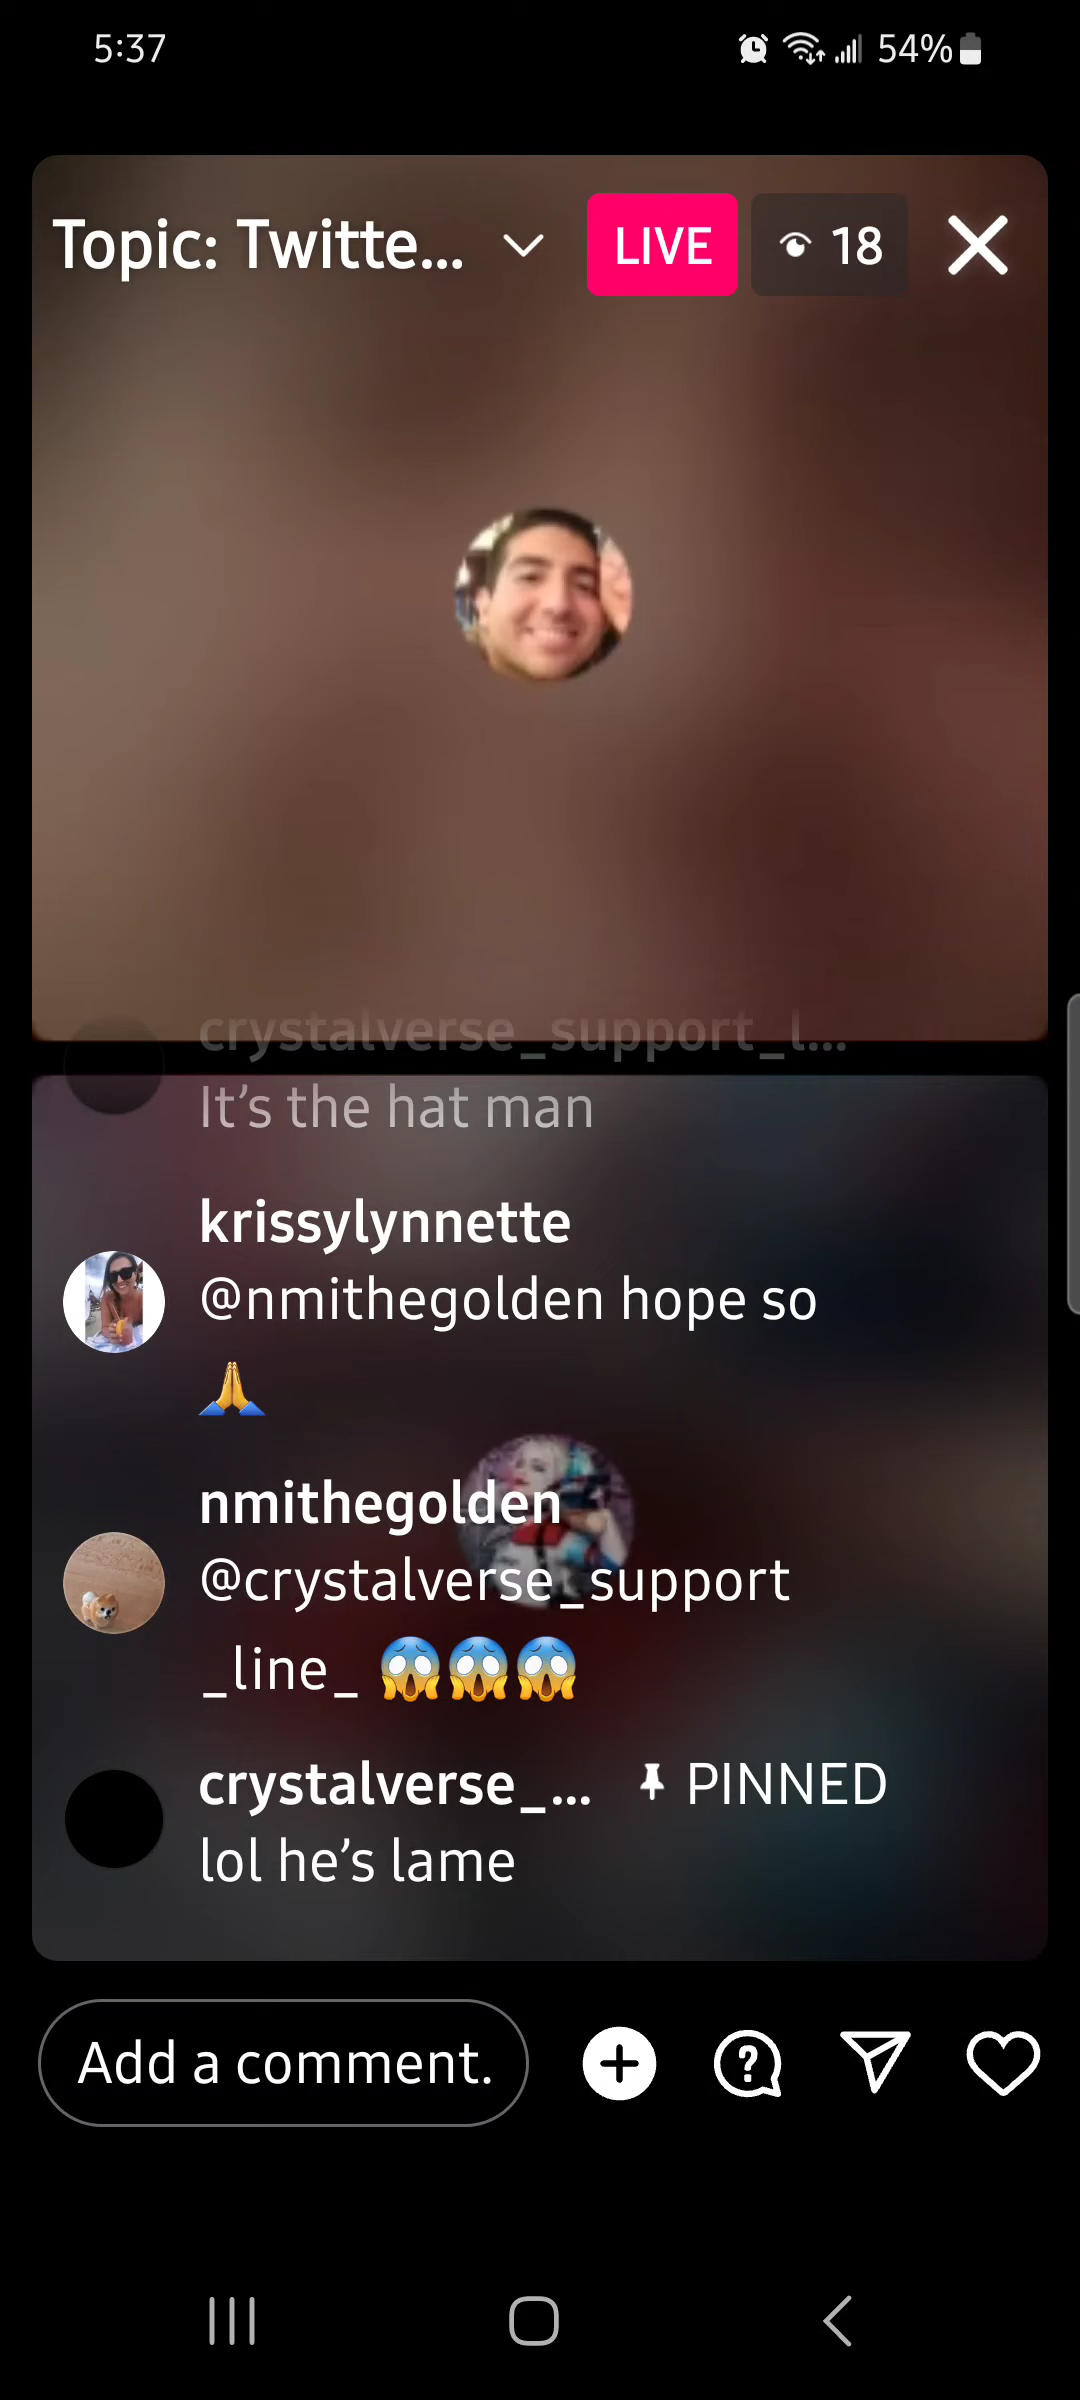 5:37
54%
Topic: Twitte...
LIVE
18
crystalverse_support_l...
It's the hat man
krissylynnette
@nmithegolden hope so
🙏
nmithegolden
@crystalverse_support
_line_ 😱😱😱
crystalverse_... PINNED
lol he's lame
Add a comment.